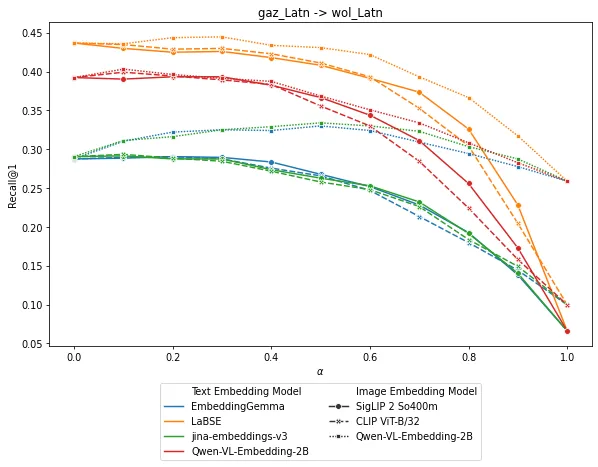 gaz_Latn -> wol_Latn
Recall@1
0.45
0.40
0.35
0.30
0.25
0.20
0.15
0.10
0.05
0.0 0.2 0.4 0.6 0.8 1.0
α
Text Embedding Model Image Embedding Model
EmbeddingGemma SigLIP 2 So400m
LaBSE CLIP ViT-B/32
jina-embeddings-v3 Qwen-VL-Embedding-2B
Qwen-VL-Embedding-2B